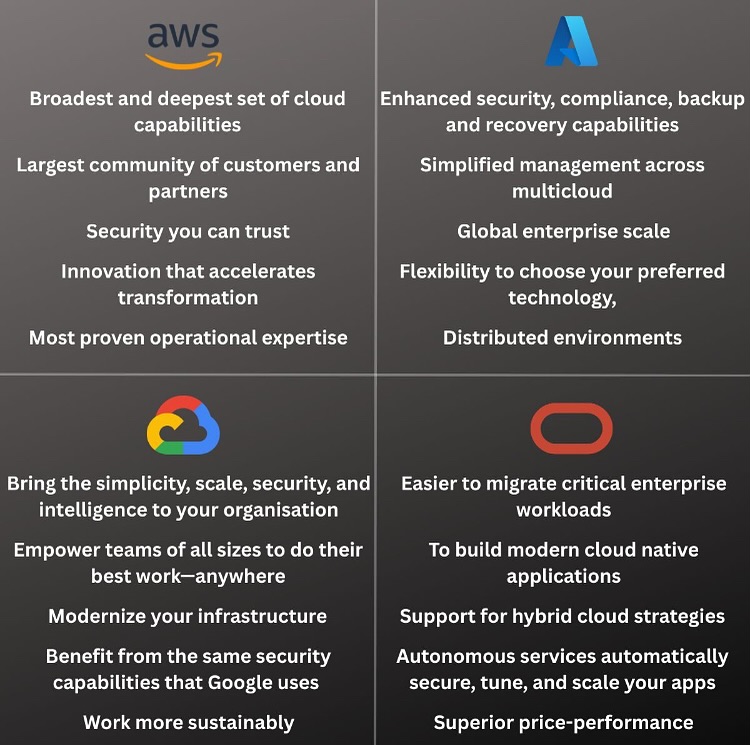 aws
Broadest and deepest set of cloud
capabilities
Largest community of customers and
partners
Security you can trust
Innovation that accelerates
transformation
Most proven operational expertise
Enhanced security, compliance, backup
and recovery capabilities
Simplified management across
multicloud
Global enterprise scale
Flexibility to choose your preferred
technology,
Distributed environments
Bring the simplicity, scale, security, and
intelligence to your organisation
Empower teams of all sizes to do their
best work—anywhere
Modernize your infrastructure
Benefit from the same security
capabilities that Google uses
Work more sustainably
Easier to migrate critical enterprise
workloads
To build modern cloud native
applications
Support for hybrid cloud strategies
Autonomous services automatically
secure, tune, and scale your apps
Superior price-performance